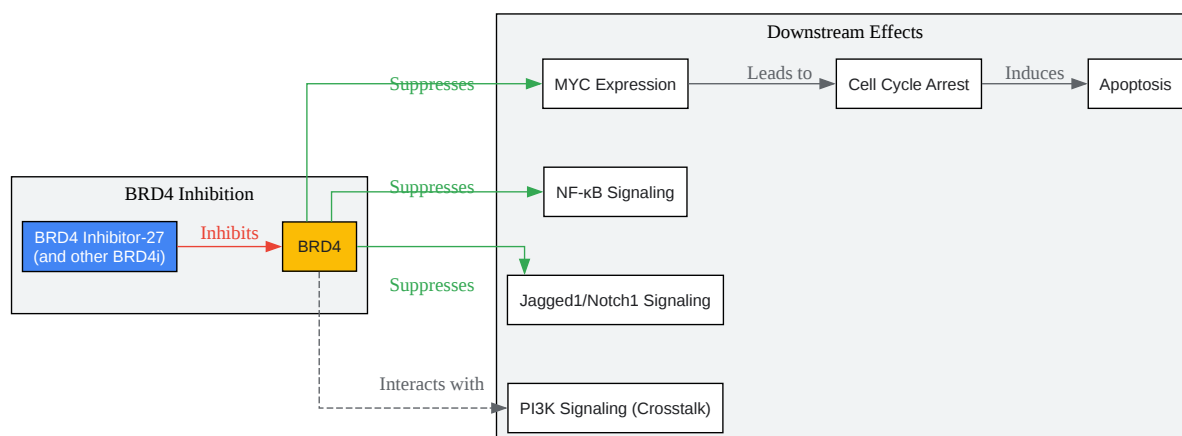 Downstream Effects
Suppresses
MYC Expression
Leads to
Cell Cycle Arrest
Induces
Apoptosis
BRD4 Inhibition
Suppresses
NF-κB Signaling
BRD4 Inhibitor-27
(and other BRD4i)
Inhibits
BRD4
Suppresses
Jagged1/Notch1 Signaling
Interacts with
PI3K Signaling (Crosstalk)